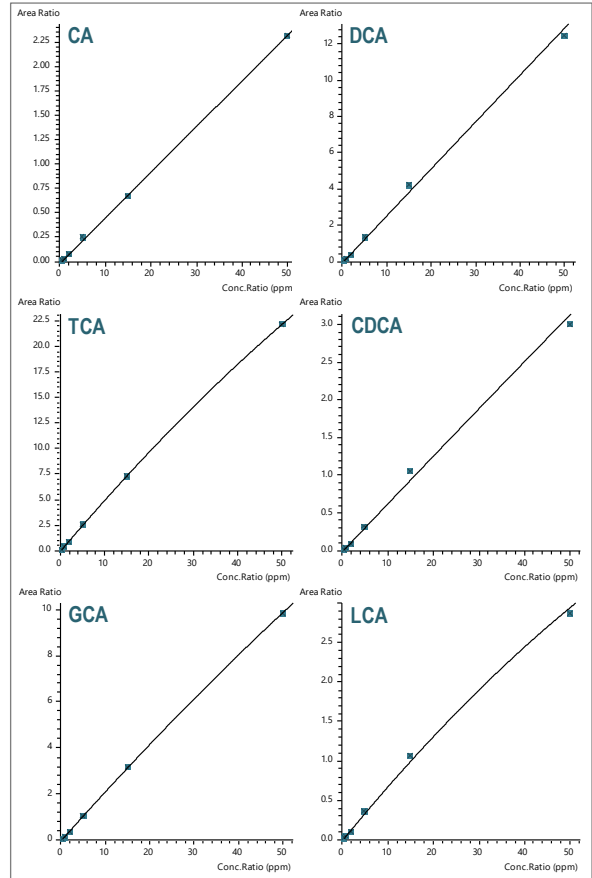 Area Ratio
CA
2.25
2.00
1.75
1.50
1.25
1.00
0.75
0.50
0.25
0.00
0 10 20 30 40 50
Conc.Ratio (ppm)
Area Ratio
DCA
12
10
8
6
4
2
0
0 10 20 30 40 50
Conc.Ratio (ppm)
Area Ratio
TCA
22.5
20.0
17.5
15.0
12.5
10.0
7.5
5.0
2.5
0.0
0 10 20 30 40 50
Conc.Ratio (ppm)
Area Ratio
CDCA
3.0
2.5
2.0
1.5
1.0
0.5
0.0
0 10 20 30 40 50
Conc.Ratio (ppm)
Area Ratio
GCA
10
8
6
4
2
0
0 10 20 30 40 50
Conc.Ratio (ppm)
Area Ratio
LCA
3.0
2.5
2.0
1.5
1.0
0.5
0.0
0 10 20 30 40 50
Conc.Ratio (ppm)